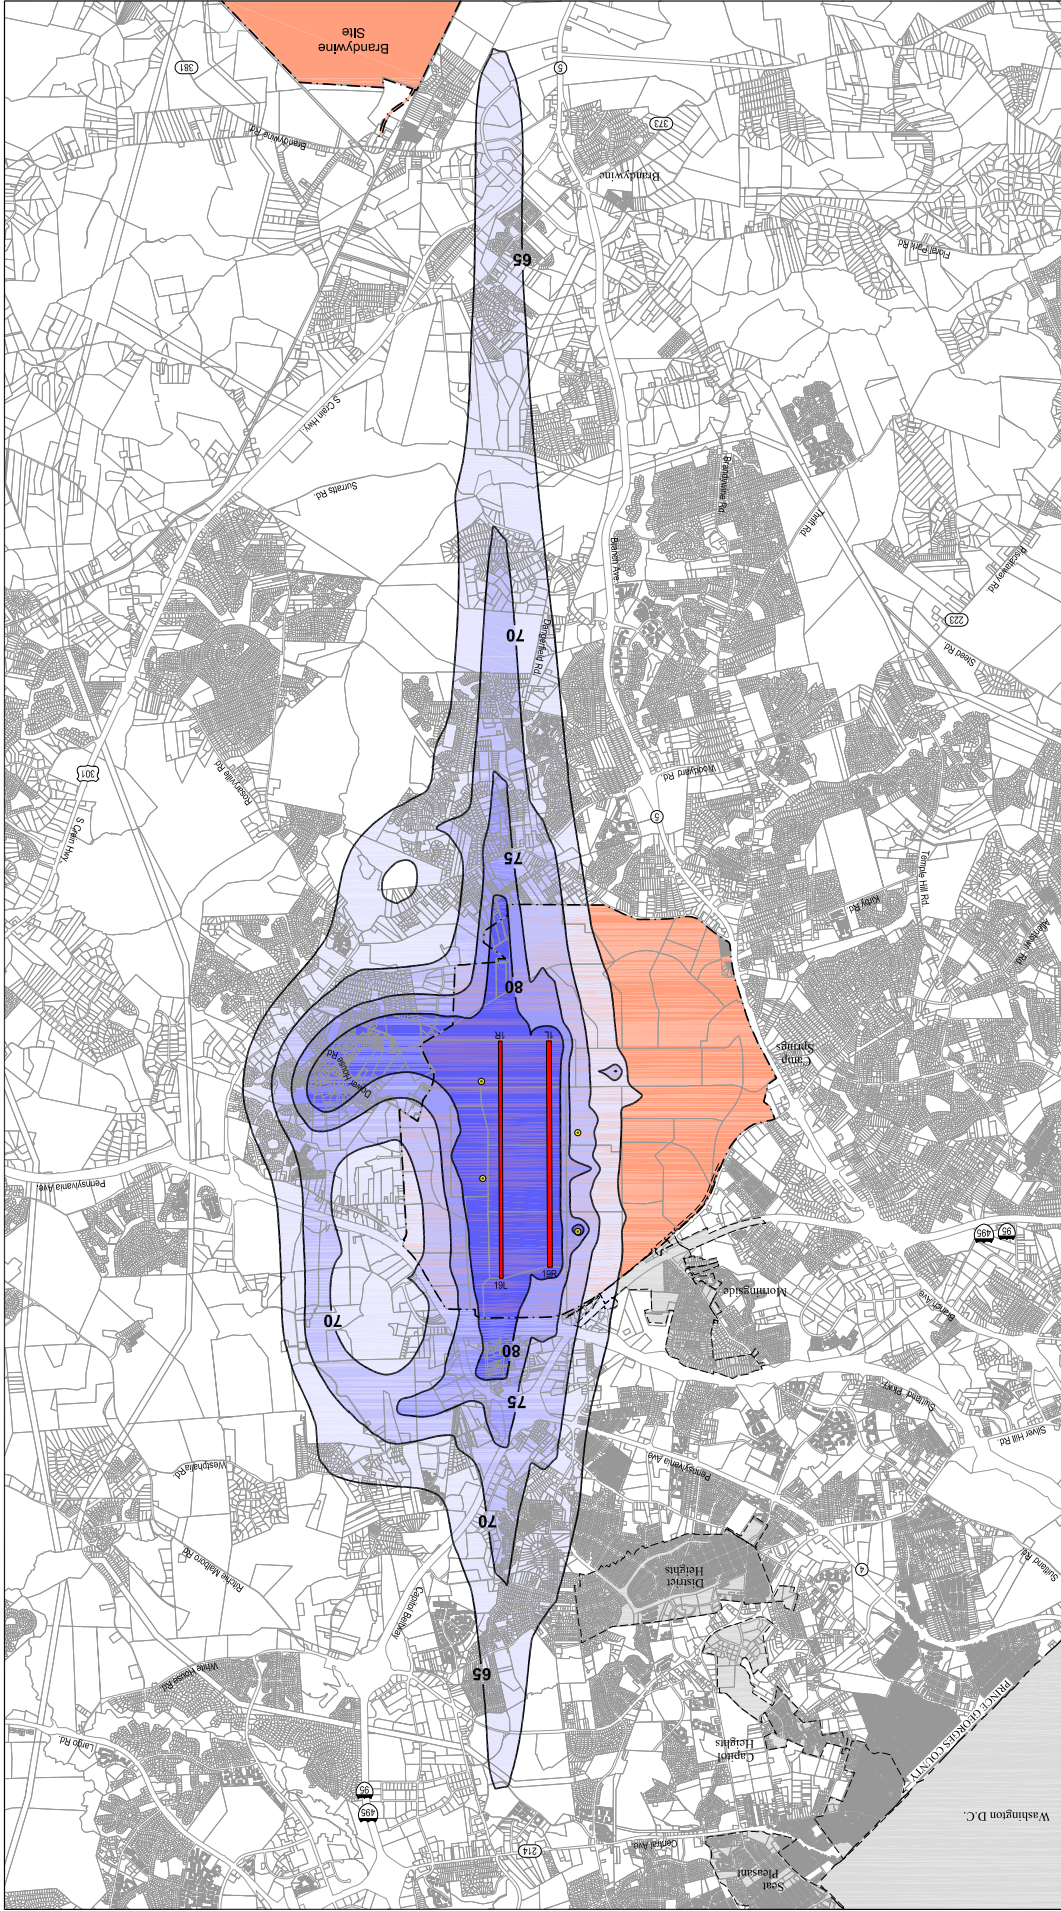 Seat
Pleasant
Washington D.C.
Central Ave
214
495
95
Capitol
Heights
PRINCE GEORGES COUNTY
Largo Rd
65
White House Rd
Suitland Rd
4
District
Heights
Capitol Beltway
Ritchie Marlboro Rd
70
Pennsylvania Ave
Westphalia Rd
Silver Hill Rd
Suitland Pkwy
75
80
70
Branch Ave
Morningside
19R
19L
95
495
Pennsylvania Ave.
Camp
Springs
Dower House Rd
1L
1R
80
Allentown Rd
Temple Hill Rd
Kirby Rd
75
S Crain Hwy.
5
Woodyard Rd
301
Rosaryville Rd
Steed Rd
Dangerfield Rd
70
223
Piscataway Rd
Branch Ave.
Thrift Rd
Brandywine Rd
Surratts Rd.
S Crain Hwy.
65
Floral Park Rd
Brandywine
373
Brandywine Rd
5
381
Brandywine
Site